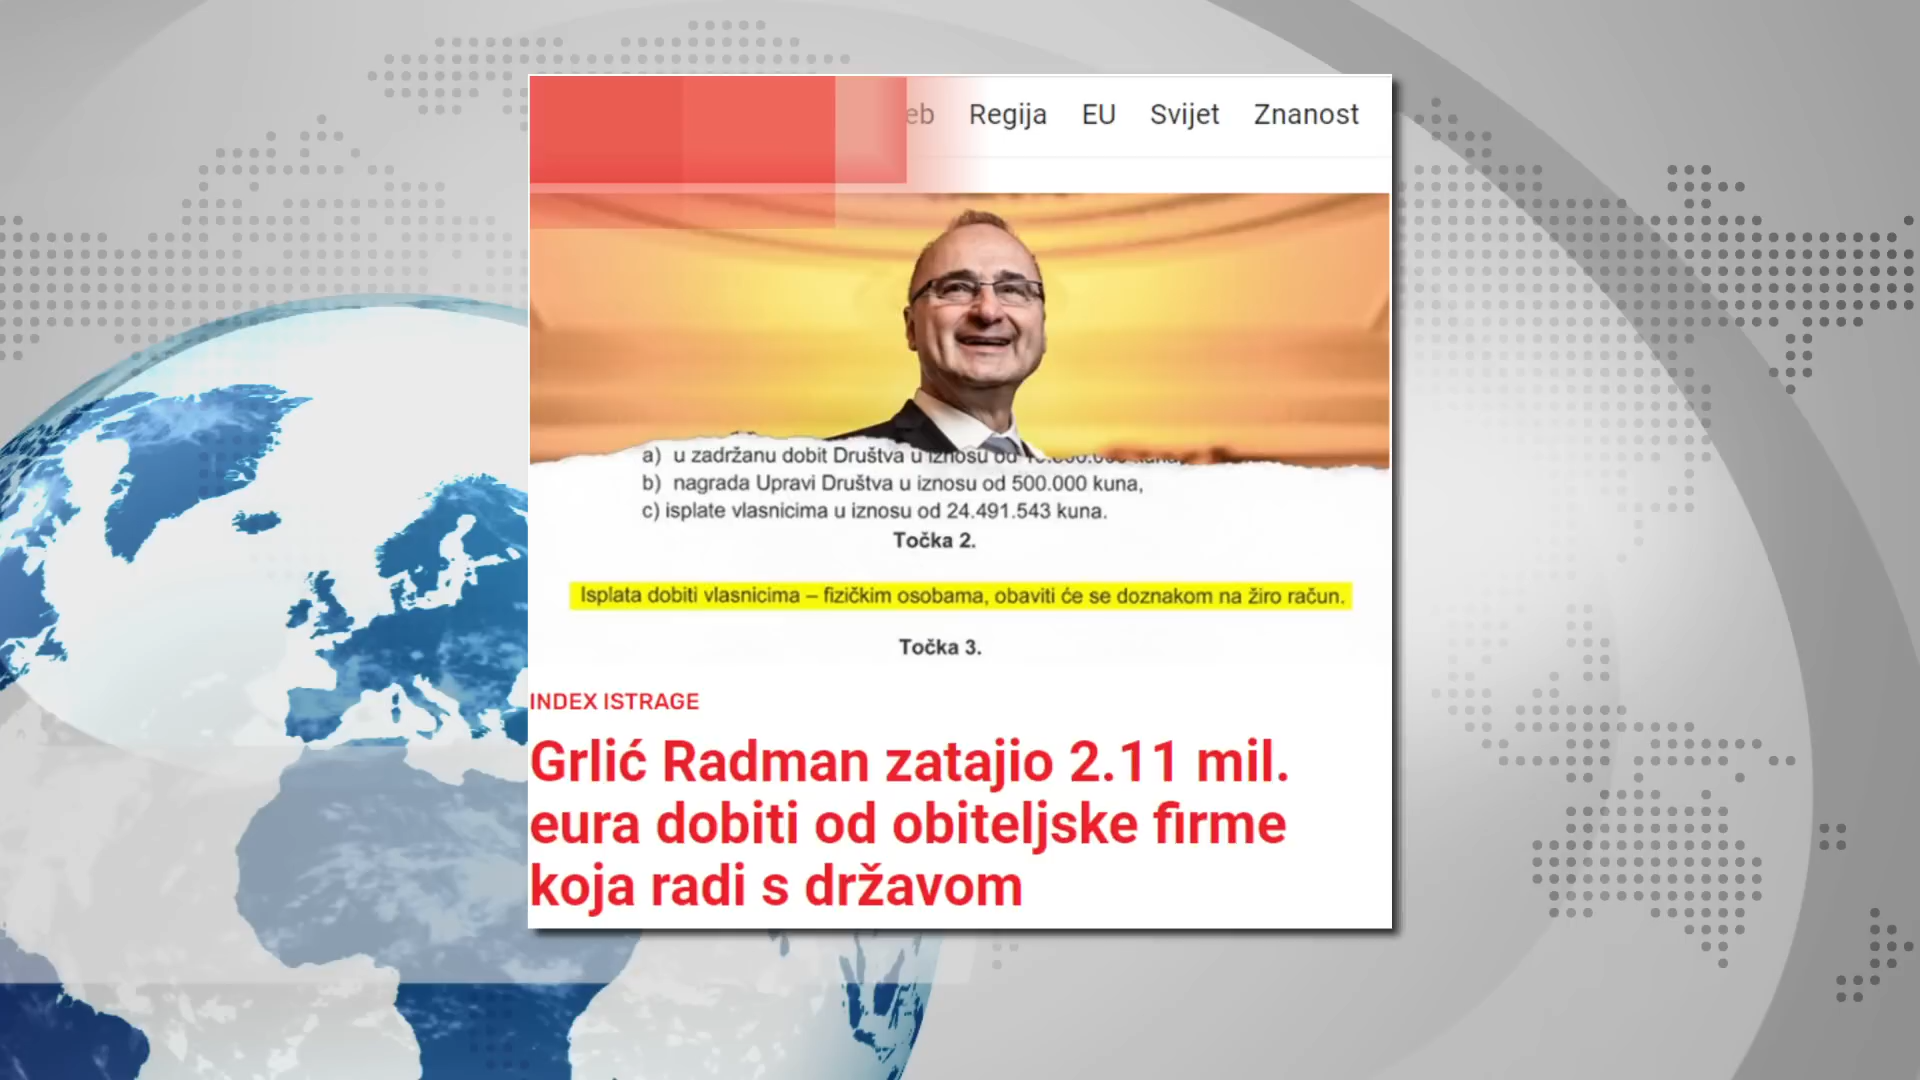 Regija EU Svijet Znanost
a) u zadržanu dobit Društva u iznosu od
b) nagrada Upravi Društva u iznosu od 500.000 kuna,
c) isplate vlasnicima u iznosu od 24.491.543 kuna.
Točka 2.
Isplata dobiti vlasnicima – fizičkim osobama, obaviti će se doznakom na žiro račun.
Točka 3.
INDEX ISTRAGE
Grlić Radman zatajio 2.11 mil.
eura dobiti od obiteljske firme
koja radi s državom